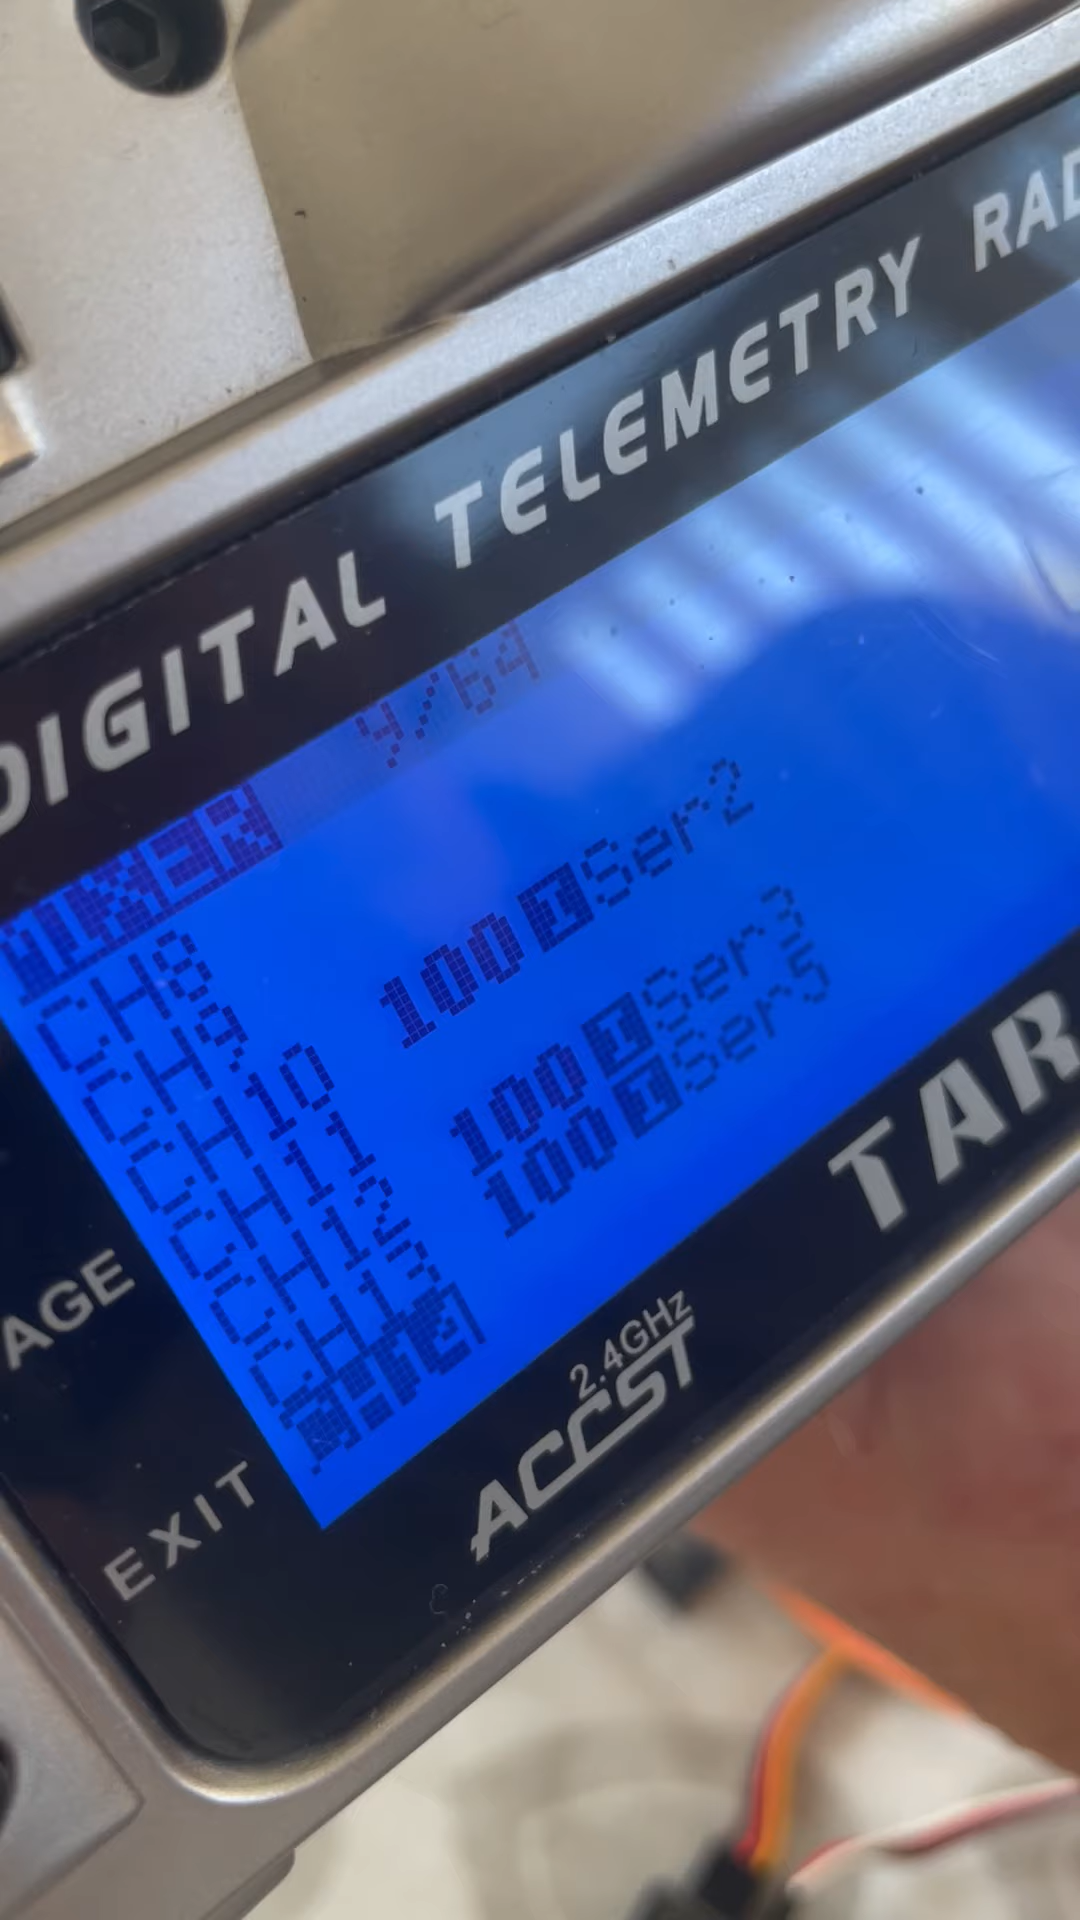 DIGITAL TELEMETRY RAD
MIXER 4/64
CH8
CH9
CH10 100 I Ser2
CH11
CH12 100 I Ser3
CH13 100 I Ser5
AGE
EXIT
2.4GHz
ACCST
TAR